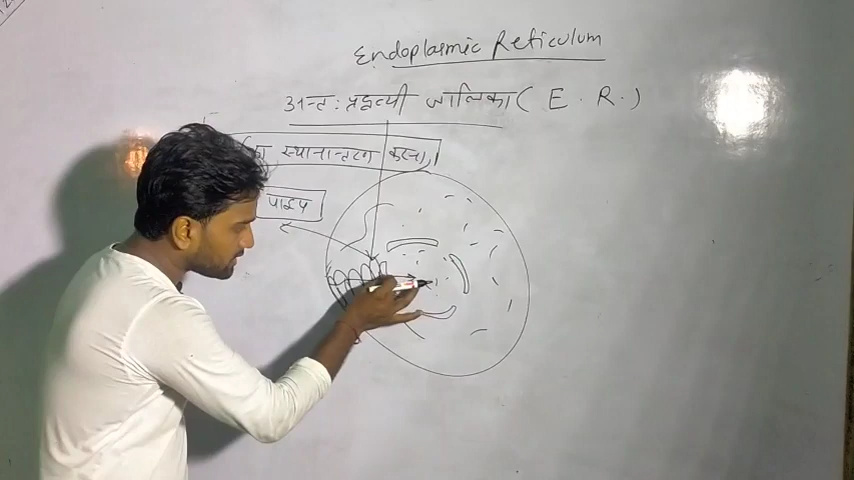 Endoplasmic Reticulum
अन्त: प्रद्रव्यी जालिका ( E . R . )
का स्थानान्तरण करना,
पाइप